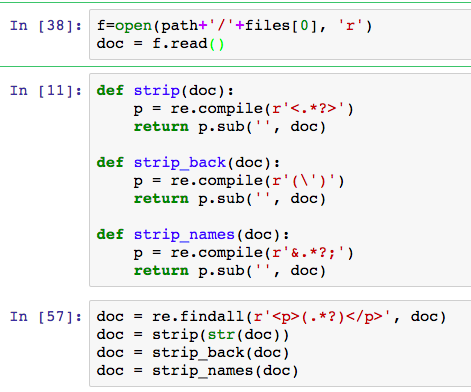 In [38]: f=open(path+'/'+files[0], 'r')
doc = f.read()
In [11]: def strip(doc):
    p = re.compile(r'<.*?>')
    return p.sub('', doc)

def strip_back(doc):
    p = re.compile(r'(\')')
    return p.sub('', doc)

def strip_names(doc):
    p = re.compile(r'&.*?;')
    return p.sub('', doc)
In [57]: doc = re.findall(r'<p>(.*?)</p>', doc)
doc = strip(str(doc))
doc = strip_back(doc)
doc = strip_names(doc)